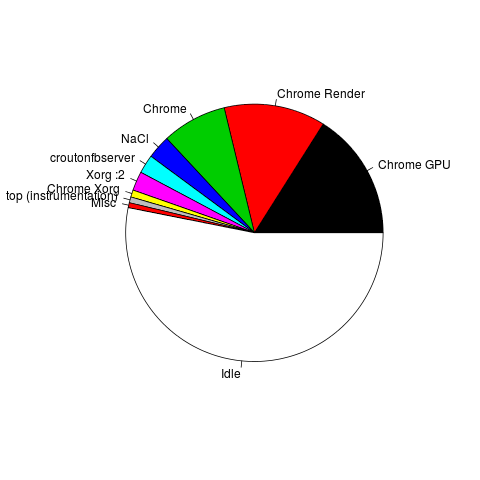 Chrome Render
Chrome
NaCl
croutonfbserver
Chrome GPU
Xorg :2
Chrome Xorg
top (instrumentation)
Misc
Idle